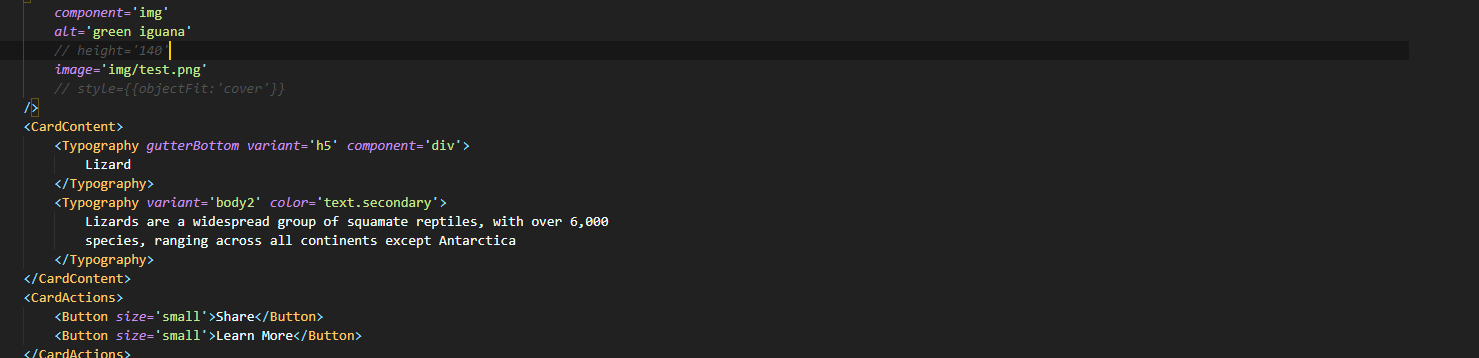 component='img'
alt='green iguana'
// height='140'
image='img/test.png'
// style={{objectFit:'cover'}}
/>
<CardContent>
<Typography gutterBottom variant='h5' component='div'>
Lizard
</Typography>
<Typography variant='body2' color='text.secondary'>
Lizards are a widespread group of squamate reptiles, with over 6,000
species, ranging across all continents except Antarctica
</Typography>
</CardContent>
<CardActions>
<Button size='small'>Share</Button>
<Button size='small'>Learn More</Button>
</CardActions>